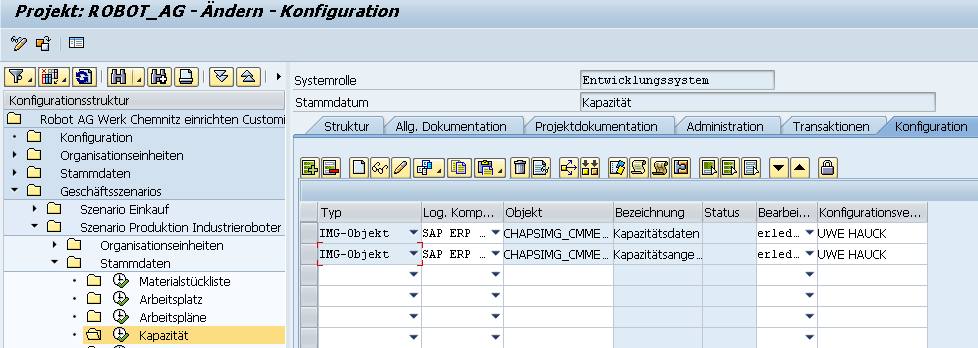 Projekt: ROBOT_AG - Ändern - Konfiguration
Systemrolle Entwicklungssystem
Stammdatum Kapazität
Konfigurationsstruktur
Robot AG Werk Chemnitz einrichten Customi
Konfiguration
Organisationseinheiten
Stammdaten
Geschäftsszenarios
Szenario Einkauf
Szenario Produktion Industrieroboter
Organisationseinheiten
Stammdaten
Materialstückliste
Arbeitsplatz
Arbeitspläne
Kapazität
Struktur Allg. Dokumentation Projektdokumentation Administration Transaktionen Konfiguration
Typ Log. Komp... Objekt Bezeichnung Status Bearbei... Konfigurationsve...
IMG-Objekt SAP ERP ... CHAPSIMG_CMME... Kapazitätsdaten erled... UWE HAUCK
IMG-Objekt SAP ERP ... CHAPSIMG_CMME... Kapazitätsange... erled... UWE HAUCK